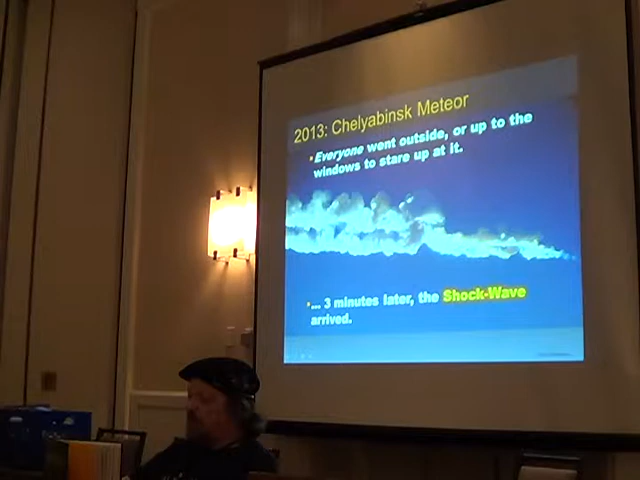 2013: Chelyabinsk Meteor
• Everyone went outside, or up to the
windows to stare up at it.
• ... 3 minutes later, the Shock-Wave
arrived.